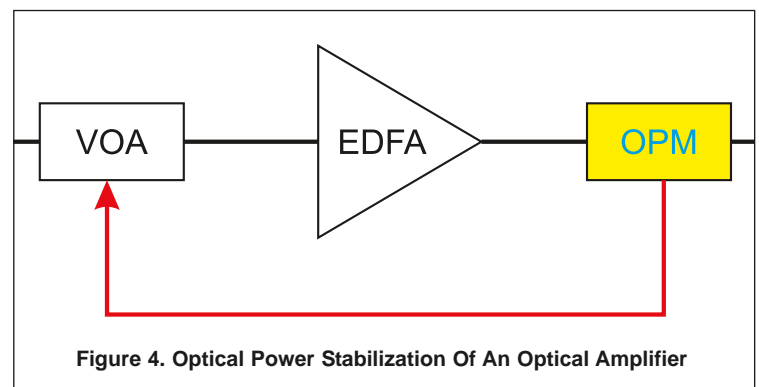 VOA
EDFA
OPM
Figure 4. Optical Power Stabilization Of An Optical Amplifier